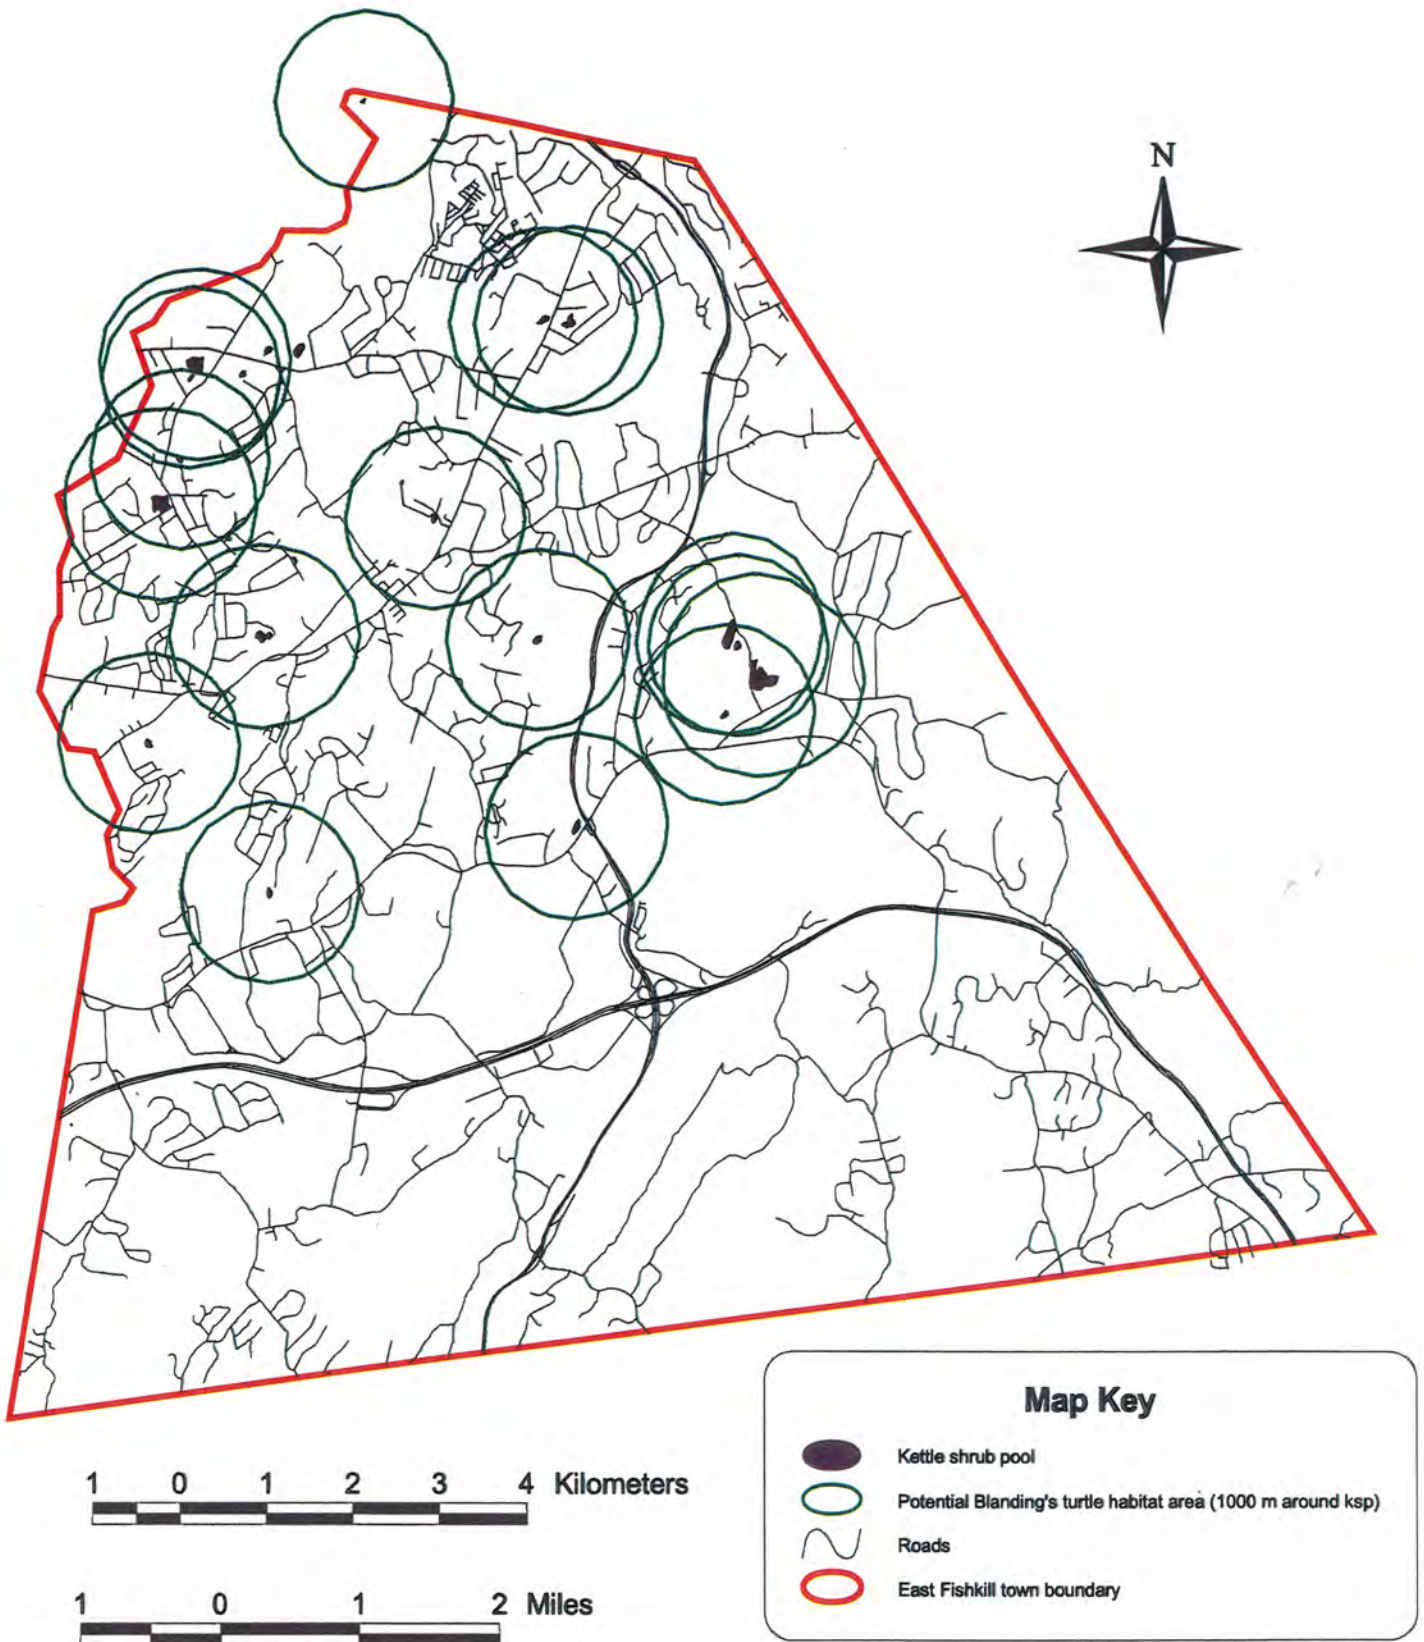 N
Map Key
Kettle shrub pool
Potential Blanding's turtle habitat area (1000 m around ksp)
Roads
East Fishkill town boundary
1 0 1 2 3 4 Kilometers
1 0 1 2 Miles